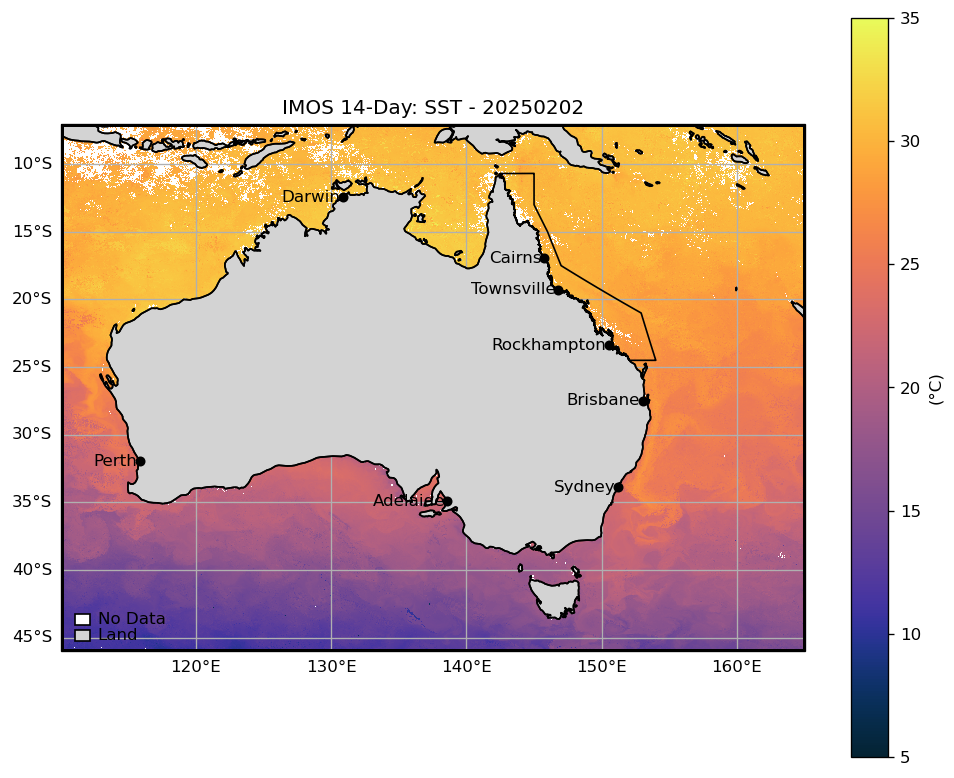 IMOS 14-Day: SST - 20250202
35
30
25
20
15
10
5
(°C)
10°S
15°S
20°S
25°S
30°S
35°S
40°S
45°S
Darwin
Cairns
Townsville
Rockhampton
Brisbane
Perth
Sydney
Adelaide
No Data
Land
120°E
130°E
140°E
150°E
160°E